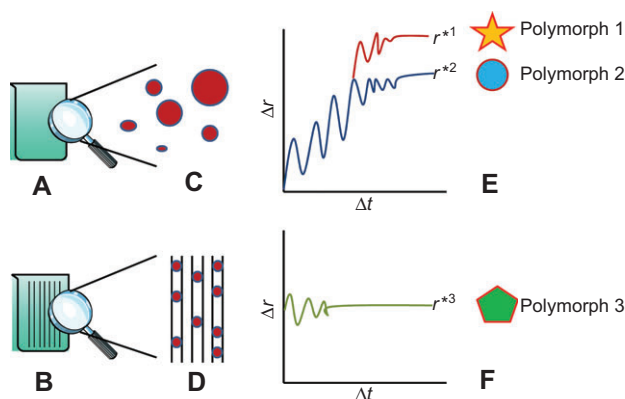 r*1
Polymorph 1
r*2
Polymorph 2
Δr
A
C
E
Δt
Δr
r*3
Polymorph 3
B
D
F
Δt